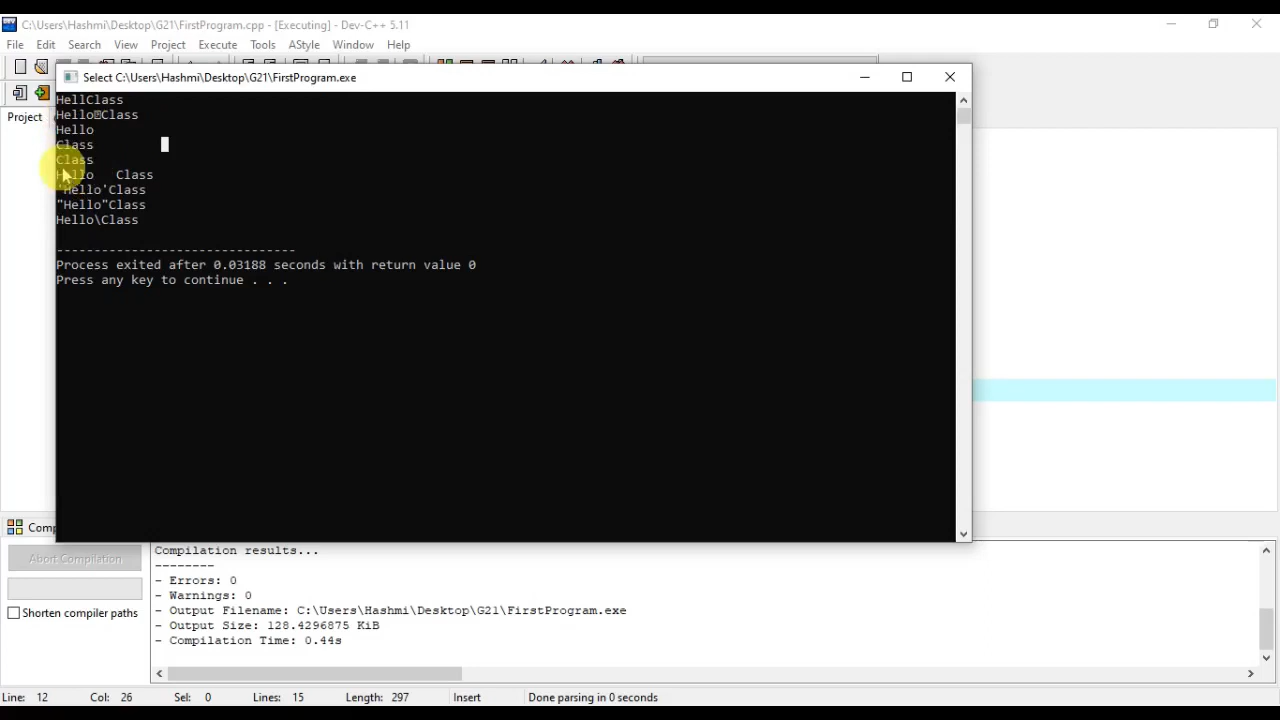 C:\Users\Hashmi\Desktop\G21\FirstProgram.cpp - [Executing] - Dev-C++ 5.11
File Edit Search View Project Execute Tools AStyle Window Help
Select C:\Users\Hashmi\Desktop\G21\FirstProgram.exe
Project
HellClass
Hello Class
Hello
Class
Class
Hello   Class
'Hello'Class
"Hello"Class
Hello\Class
--------------------------------
Process exited after 0.03188 seconds with return value 0
Press any key to continue . . .
Abort Compilation
Shorten compiler paths
Compilation results...
--------
- Errors: 0
- Warnings: 0
- Output Filename: C:\Users\Hashmi\Desktop\G21\FirstProgram.exe
- Output Size: 128.4296875 KiB
- Compilation Time: 0.44s
Line: 12 Col: 26 Sel: 0 Lines: 15 Length: 297 Insert Done parsing in 0 seconds